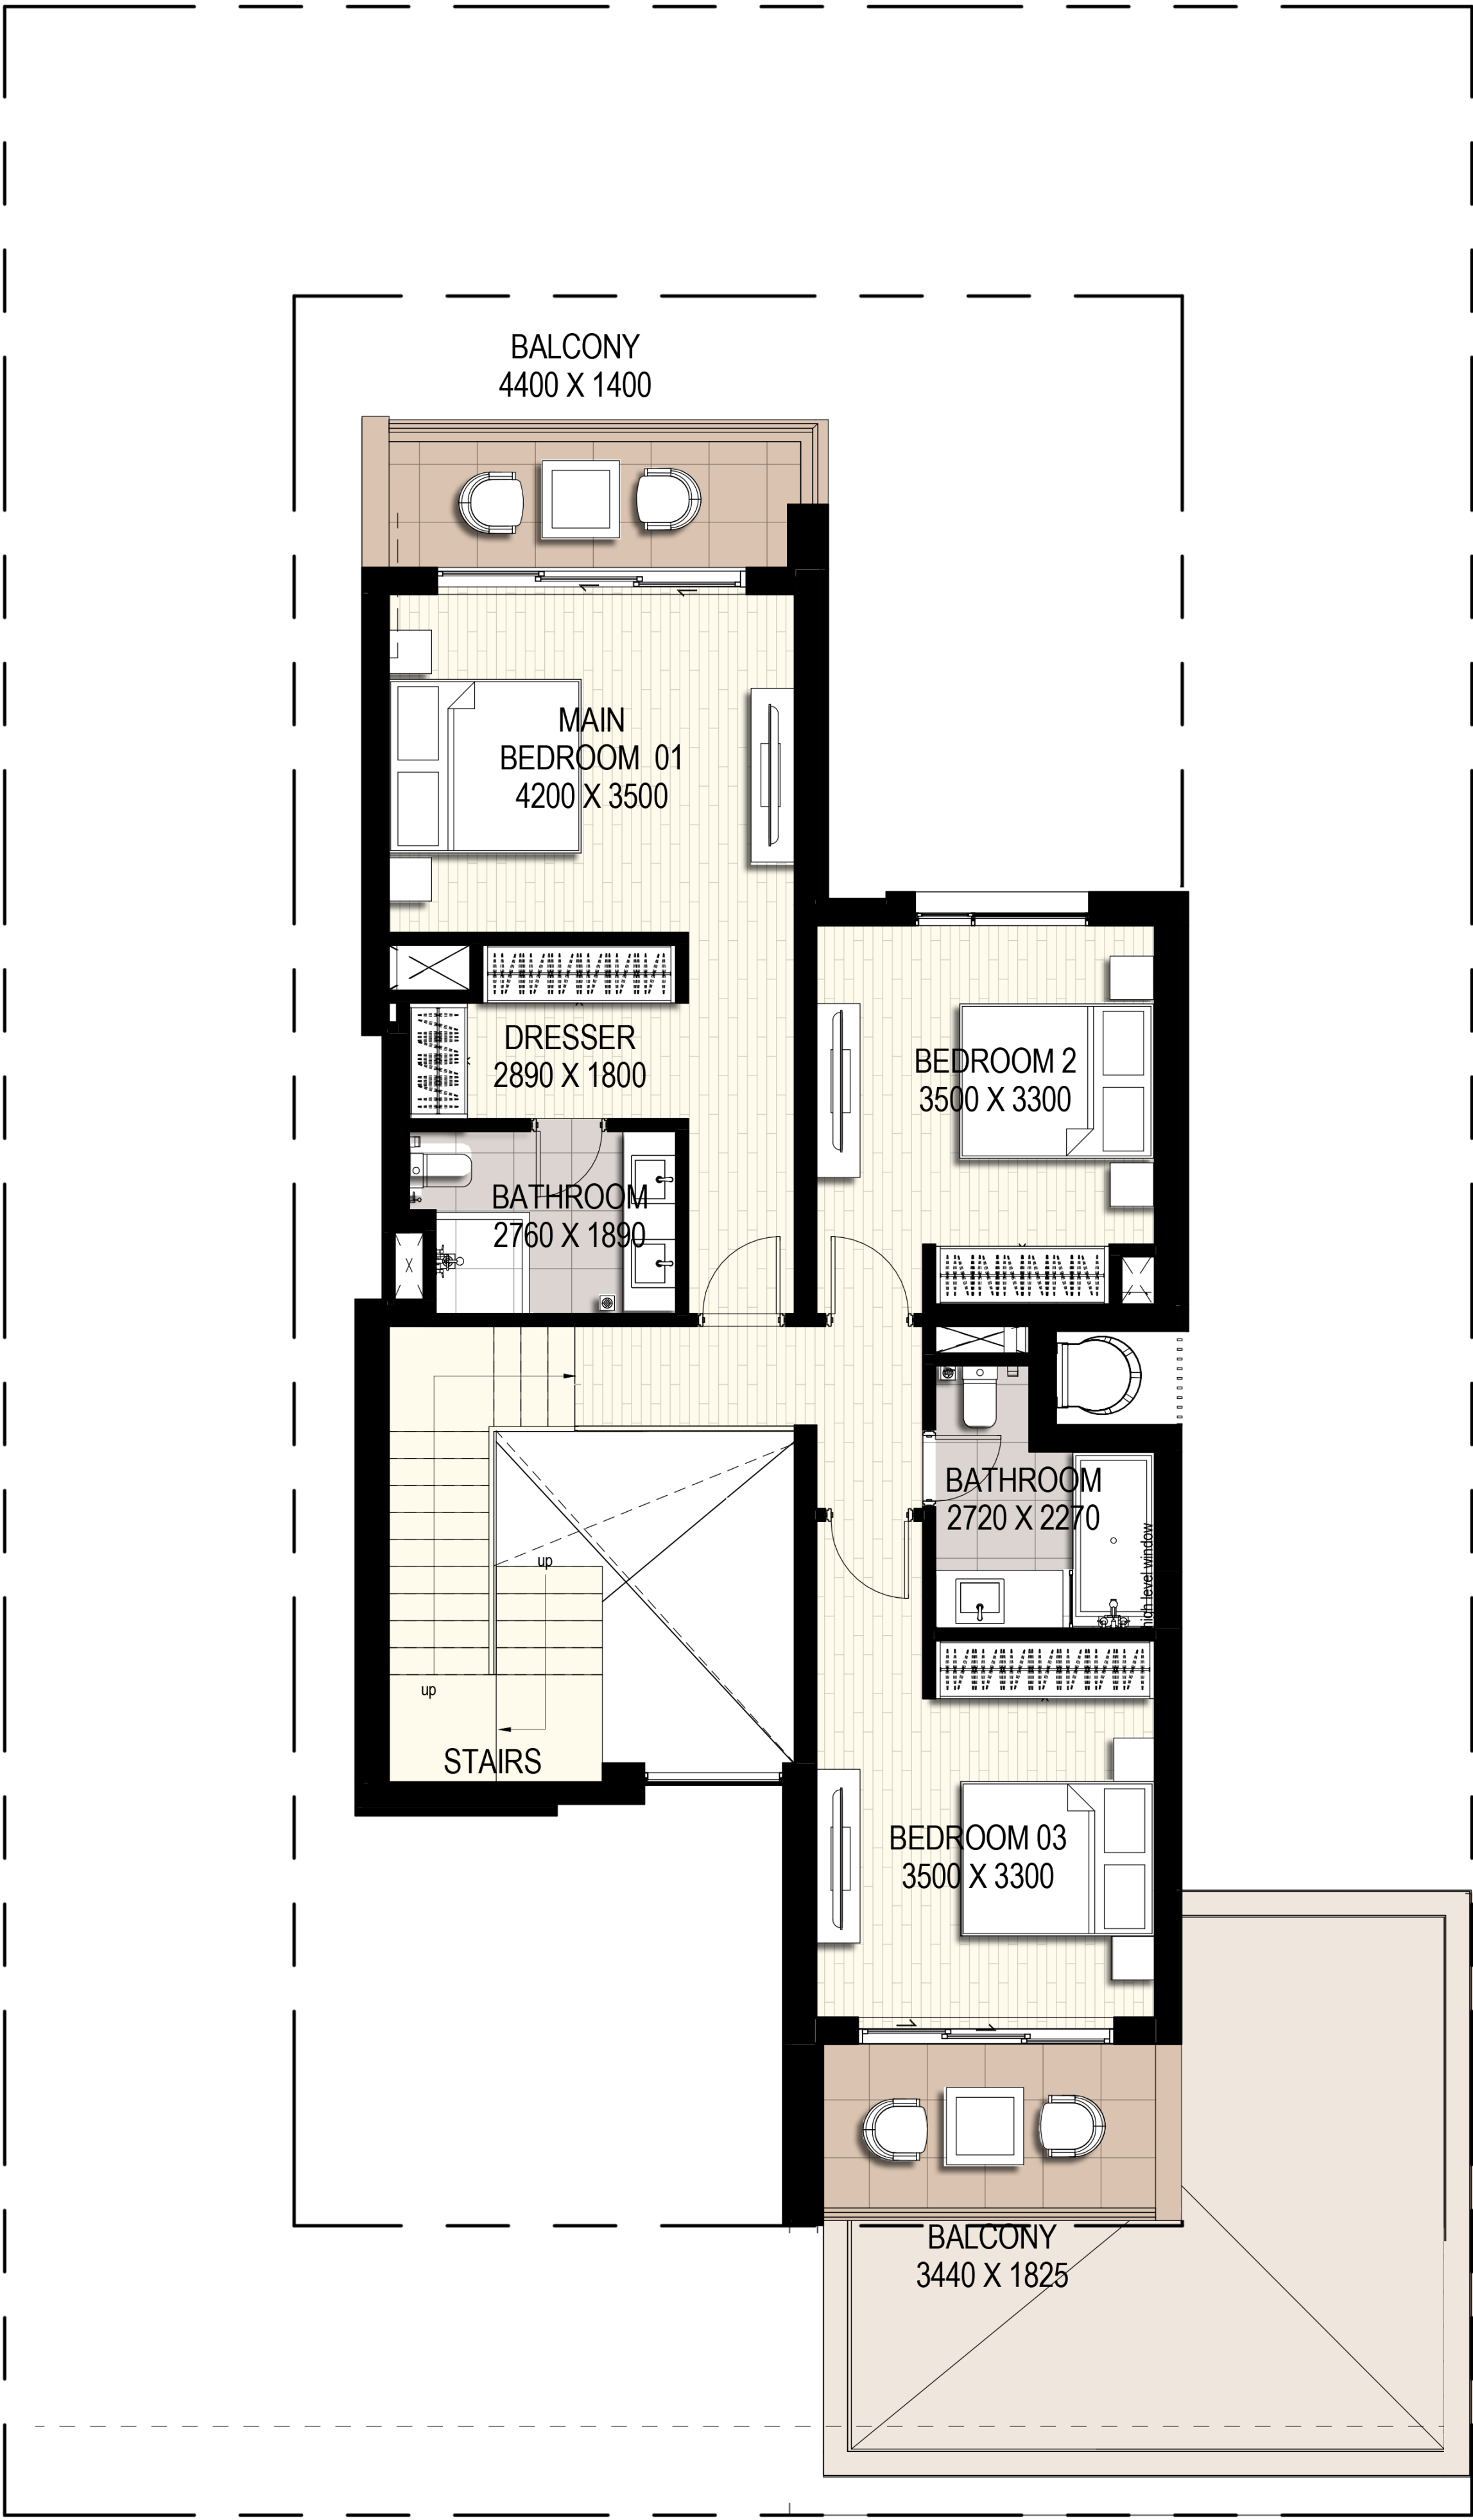 BALCONY
4400 X 1400
MAIN
BEDROOM 01
4200 X 3500
DRESSER
2890 X 1800
BEDROOM 2
3500 X 3300
BATHROOM
2760 X 1890
BATHROOM
2720 X 2270
high level window
up
up
STAIRS
BEDROOM 03
3500 X 3300
BALCONY
3440 X 1825